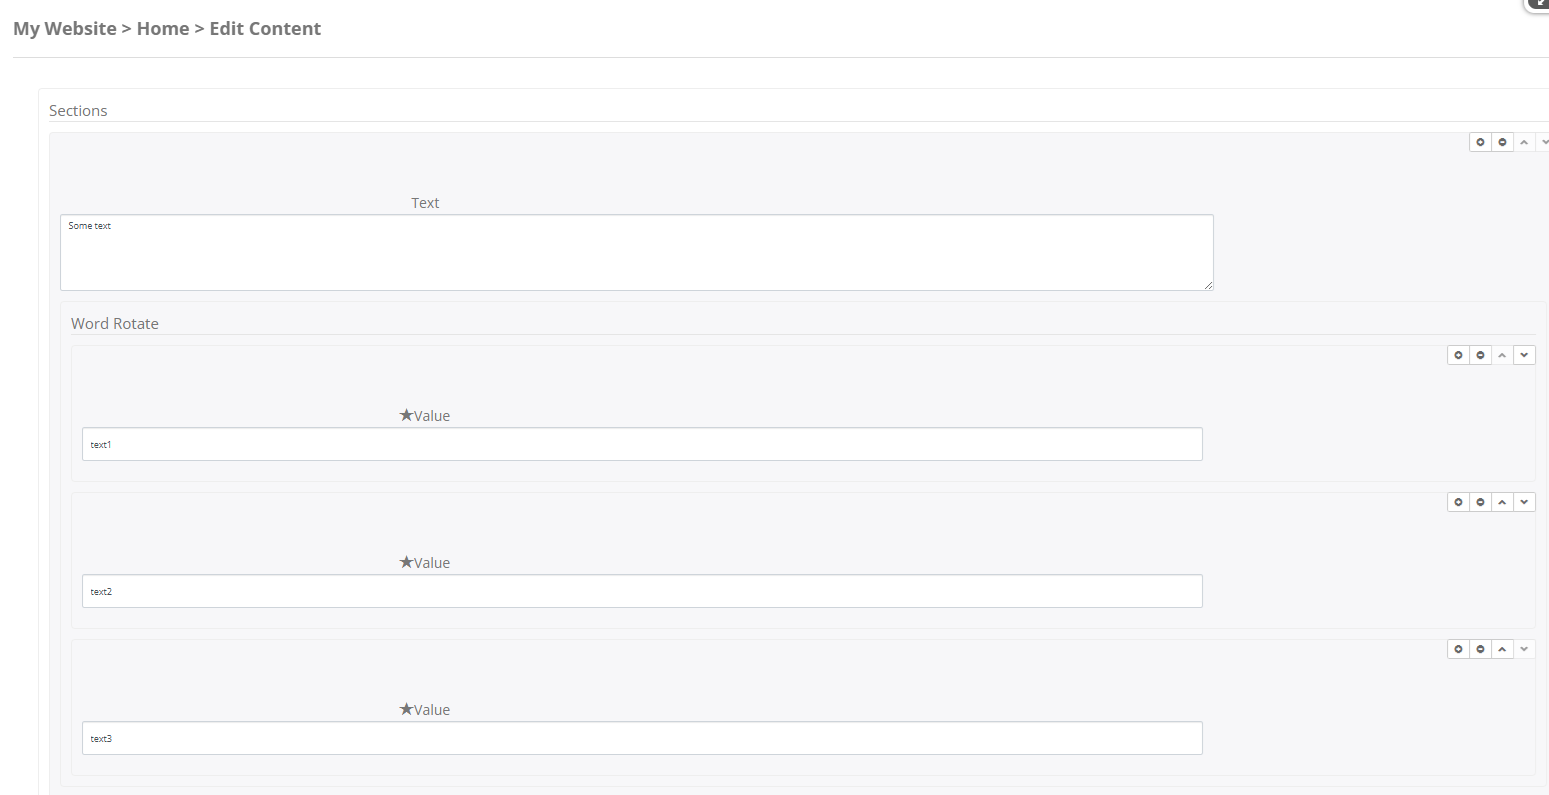 My Website > Home > Edit Content
Sections
Text
Some text
Word Rotate
★Value
text1
★Value
text2
★Value
text3